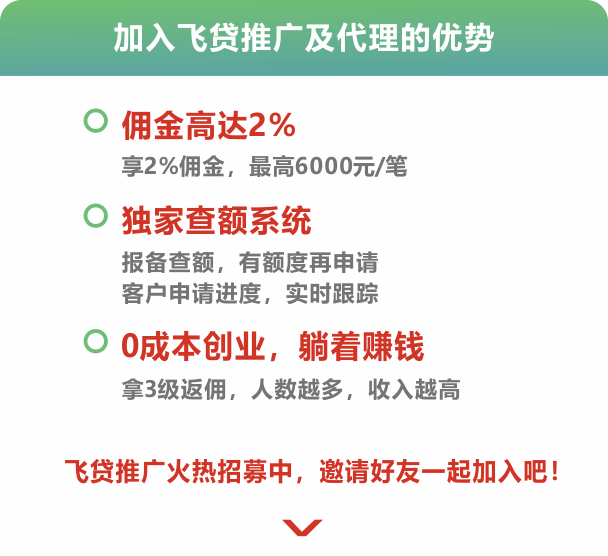 加入飞贷推广及代理的优势
佣金高达2%
享2%佣金，最高6000元/笔
独家查额系统
报备查额，有额度再申请
客户申请进度，实时跟踪
0成本创业，躺着赚钱
拿3级返佣，人数越多，收入越高
飞贷推广火热招募中，邀请好友一起加入吧！